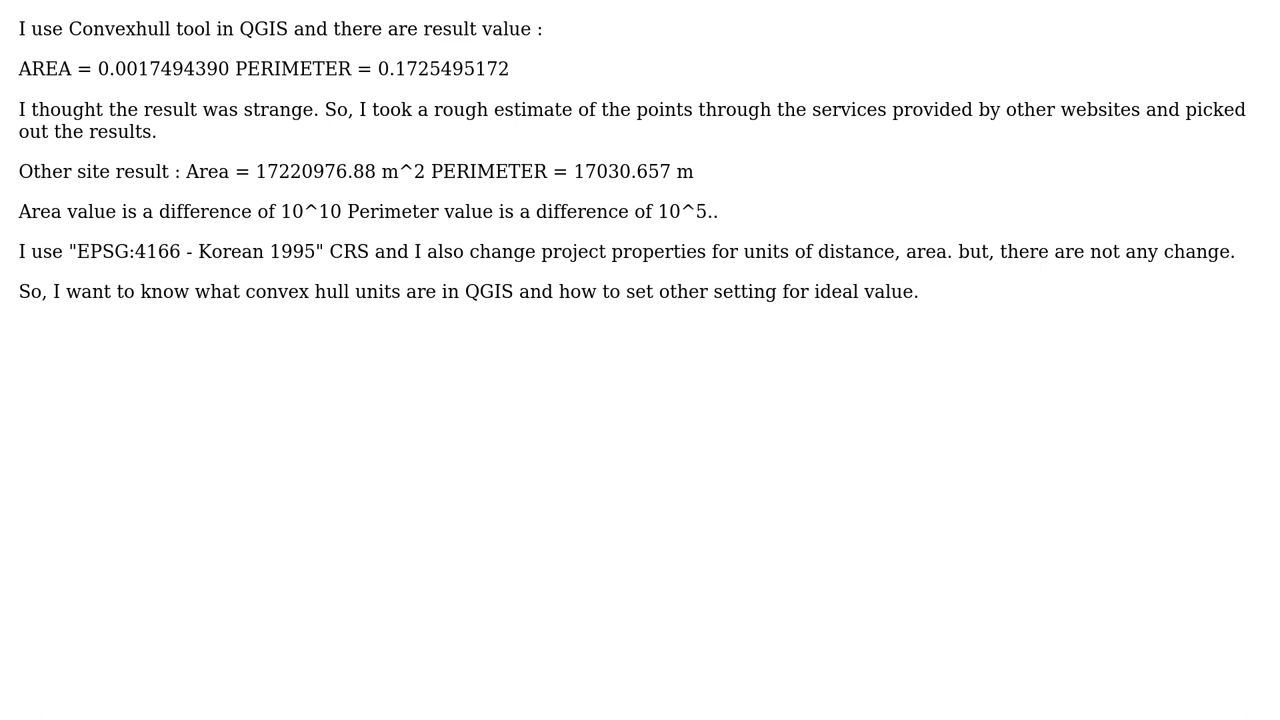 I use Convexhull tool in QGIS and there are result value :
AREA = 0.0017494390 PERIMETER = 0.1725495172
I thought the result was strange. So, I took a rough estimate of the points through the services provided by other websites and picked
out the results.
Other site result : Area = 17220976.88 m^2 PERIMETER = 17030.657 m
Area value is a difference of 10^10 Perimeter value is a difference of 10^5..
I use "EPSG:4166 - Korean 1995" CRS and I also change project properties for units of distance, area. but, there are not any change.
So, I want to know what convex hull units are in QGIS and how to set other setting for ideal value.